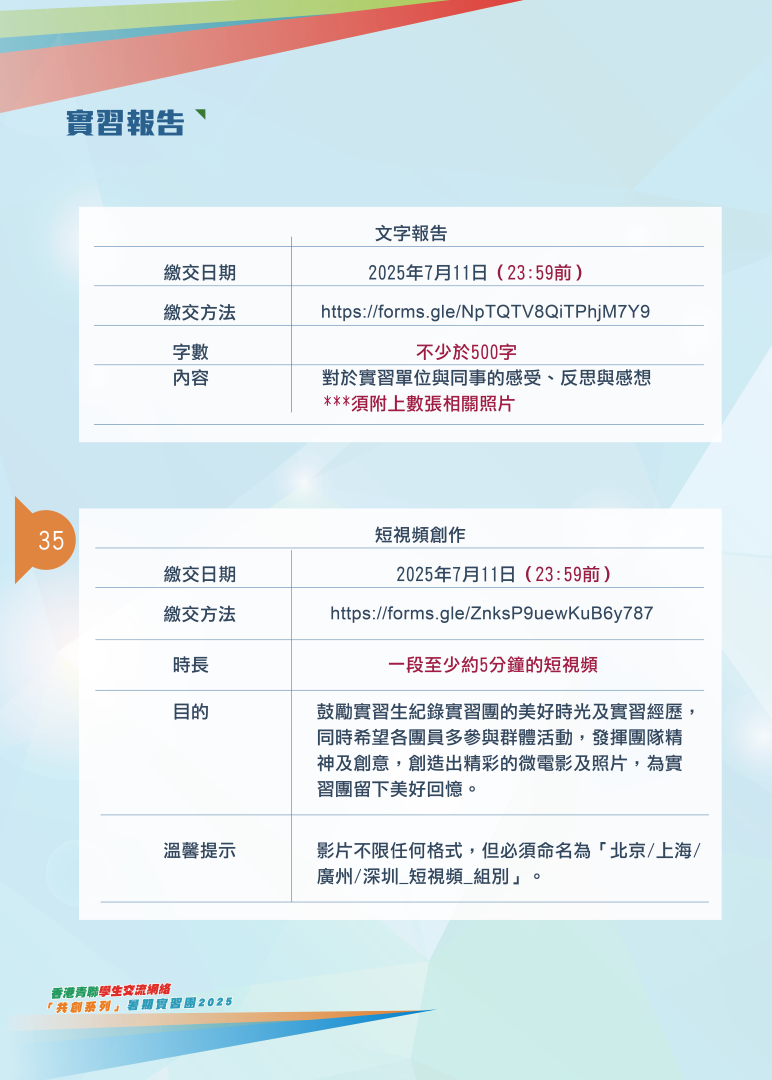 實習報告
文字報告
繳交日期 2025年7月11日（23:59前）
繳交方法 https://forms.gle/NpTQTV8QiTPhjM7Y9
字數 不少於500字
內容 對於實習單位與同事的感受、反思與感想
***須附上數張相關照片
35
短視頻創作
繳交日期 2025年7月11日（23:59前）
繳交方法 https://forms.gle/ZnksP9uewKuB6y787
時長 一段至少約5分鐘的短視頻
目的 鼓勵實習生紀錄實習團的美好時光及實習經歷，
同時希望各團員多參與群體活動，發揮團隊精
神及創意，創造出精彩的微電影及照片，為實
習團留下美好回憶。
溫馨提示 影片不限任何格式，但必須命名為「北京/上海/
廣州/深圳_短視頻_組別」。
香港青聯學生交流網絡
「共創系列」暑期實習團2025